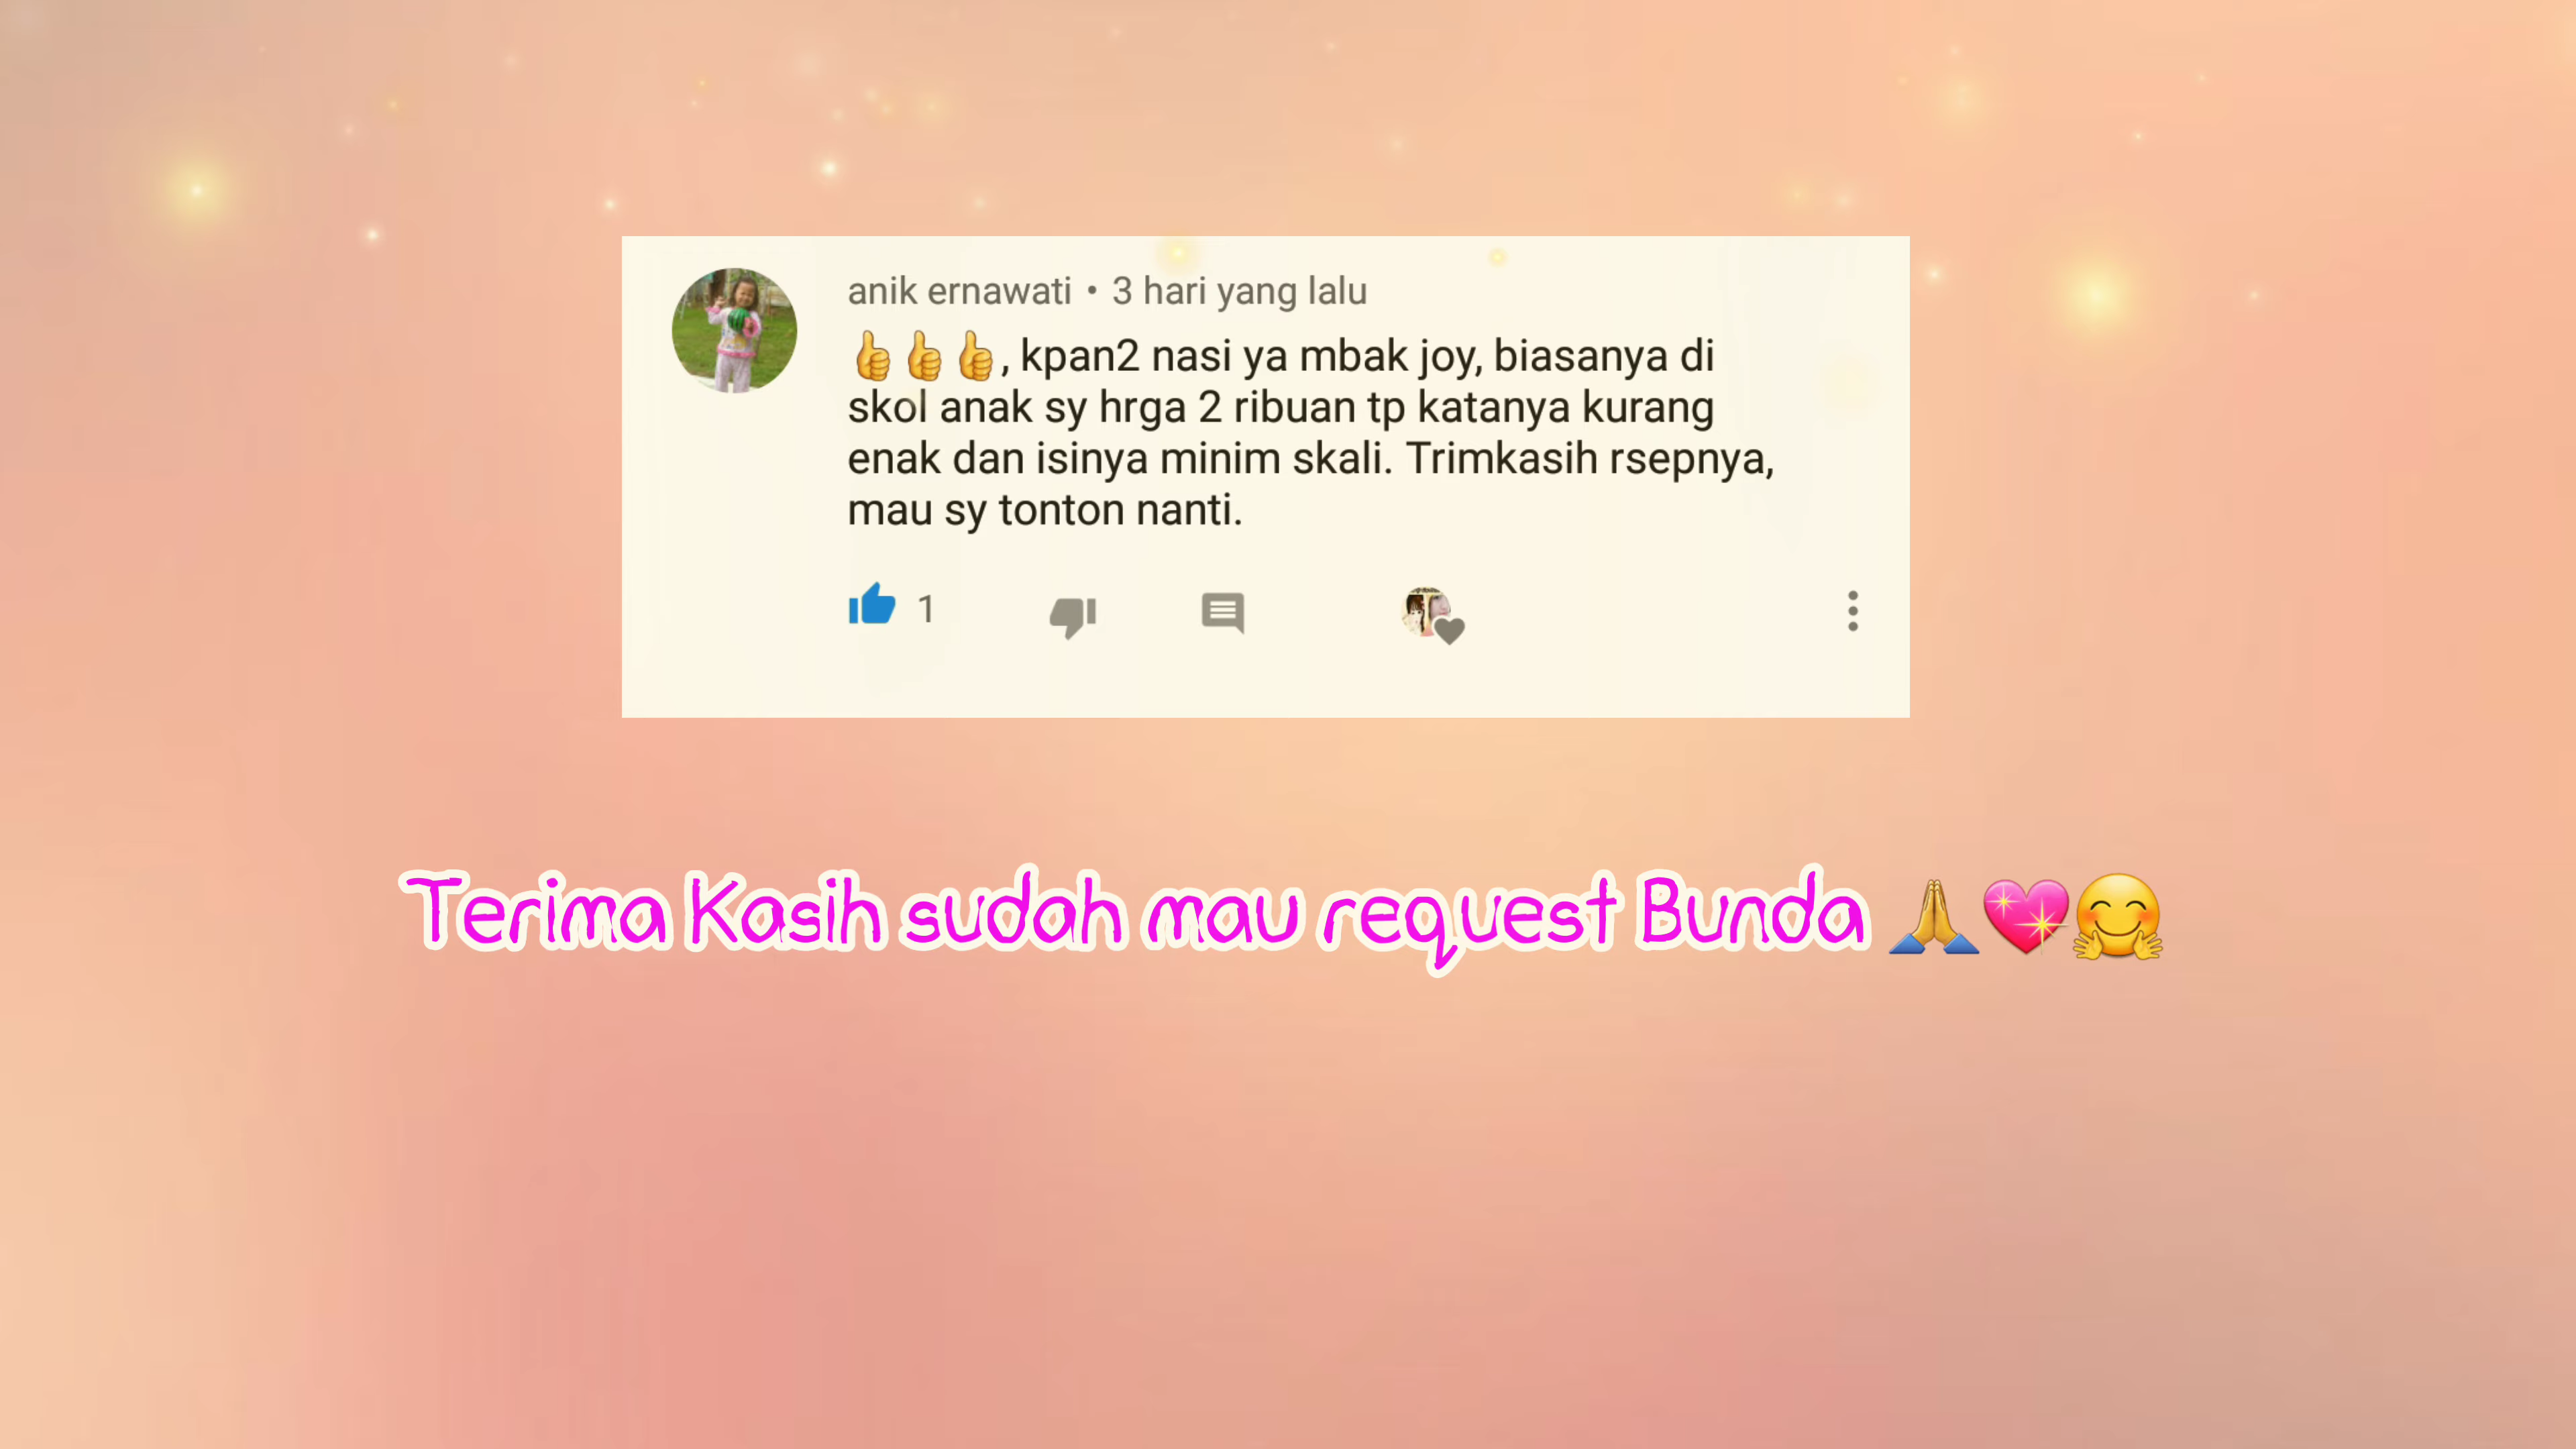 anik ernawati • 3 hari yang lalu
👍👍👍, kpan2 nasi ya mbak joy, biasanya di
skol anak sy hrga 2 ribuan tp katanya kurang
enak dan isinya minim skali. Trimkasih rsepnya,
mau sy tonton nanti.
1
Terima Kasih sudah mau request Bunda 🙏💖🤗